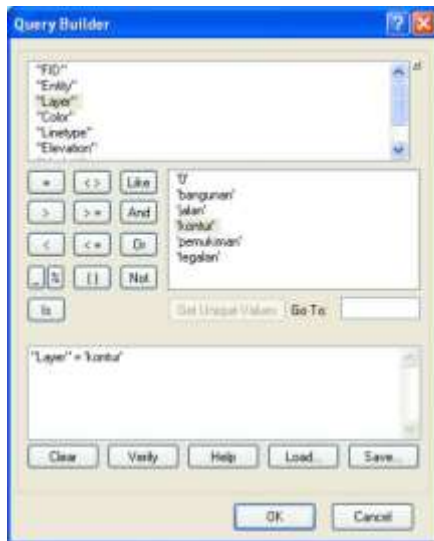 Query Builder
"FID"
"Entity"
"Layer"
"Color"
"Linetype"
"Elevation"
= <> Like
'0'
'bangunan'
> >= And
'jalan'
'kontur'
< <= Or
'pemukiman'
'tegalan'
_ % () Not
Is
Get Unique Values Go To:
"Layer" = 'kontur'
Clear Verify Help Load... Save...
OK Cancel